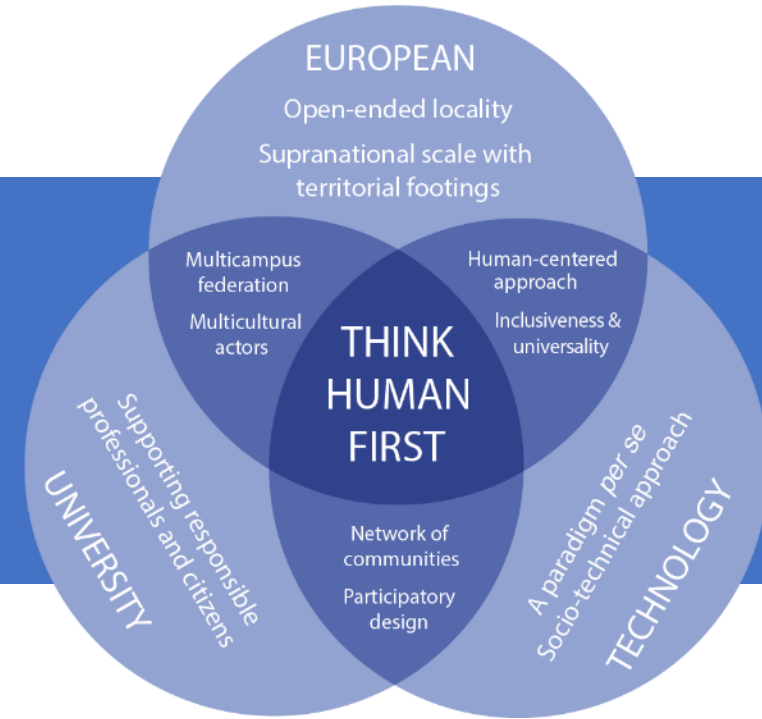 EUROPEAN
Open-ended locality
Supranational scale with
territorial footings
Multicampus
federation
Multicultural
actors
Human-centered
approach
Inclusiveness &
universality
THINK
HUMAN
FIRST
Supporting responsible
professionals and citizens
UNIVERSITY
Network of
communities
Participatory
design
A paradigm per se
Socio-technical approach
TECHNOLOGY